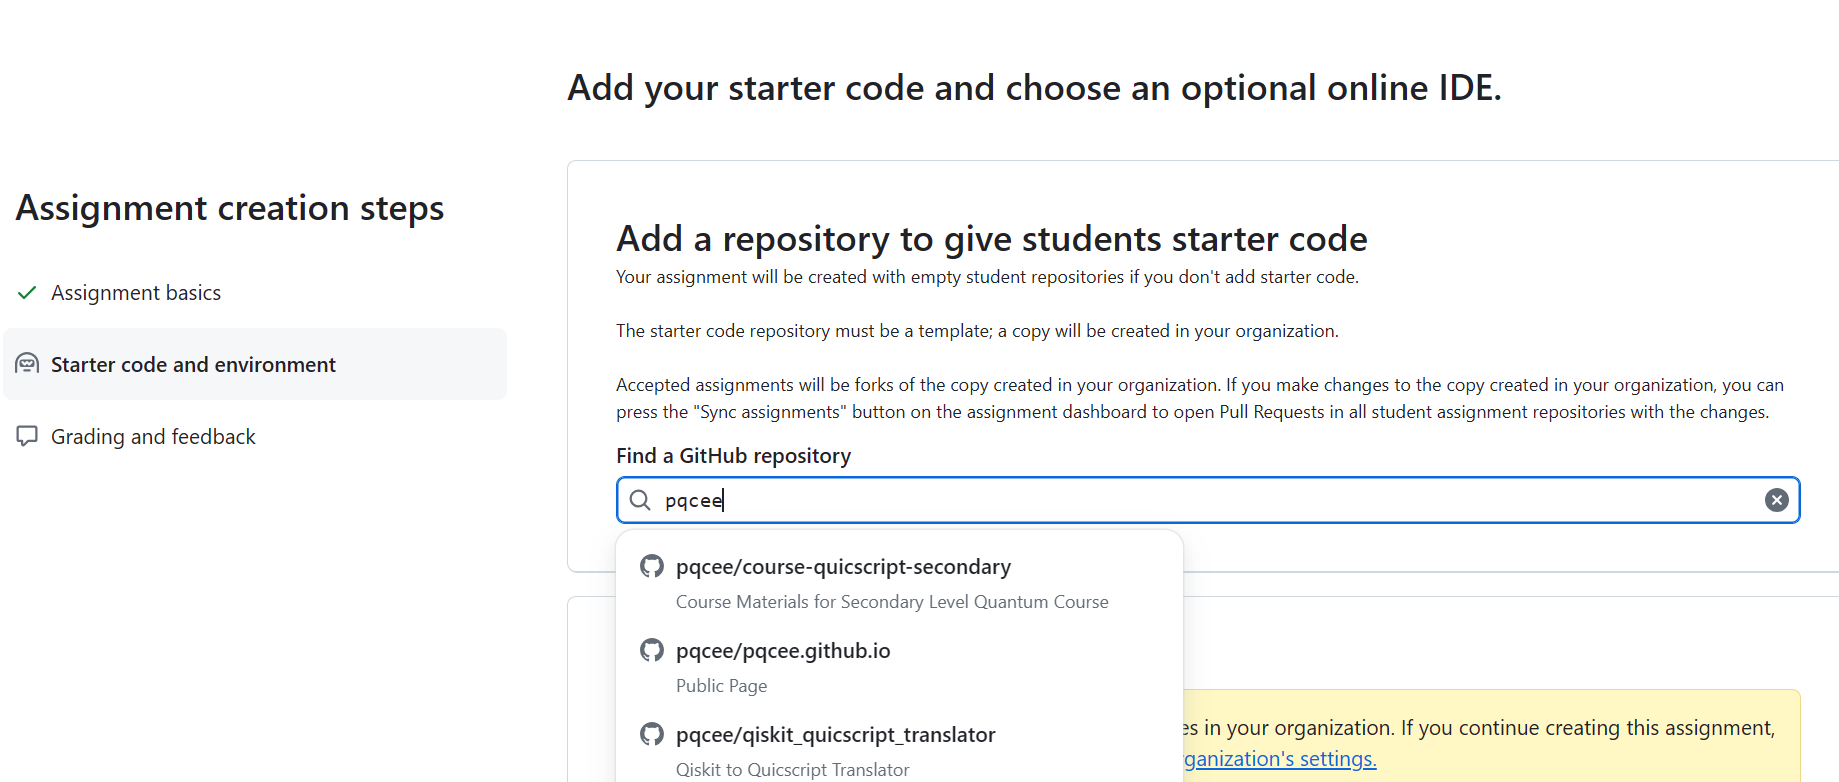 Add your starter code and choose an optional online IDE.
Assignment creation steps
Assignment basics
Starter code and environment
Grading and feedback
Add a repository to give students starter code
Your assignment will be created with empty student repositories if you don't add starter code.
The starter code repository must be a template; a copy will be created in your organization.
Accepted assignments will be forks of the copy created in your organization. If you make changes to the copy created in your organization, you can
press the "Sync assignments" button on the assignment dashboard to open Pull Requests in all student assignment repositories with the changes.
Find a GitHub repository
pqcee
pqcee/course-quicscript-secondary
Course Materials for Secondary Level Quantum Course
pqcee/pqcee.github.io
Public Page
pqcee/qiskit_quicscript_translator
Qiskit to Quicscript Translator
in your organization. If you continue creating this assignment,
settings.